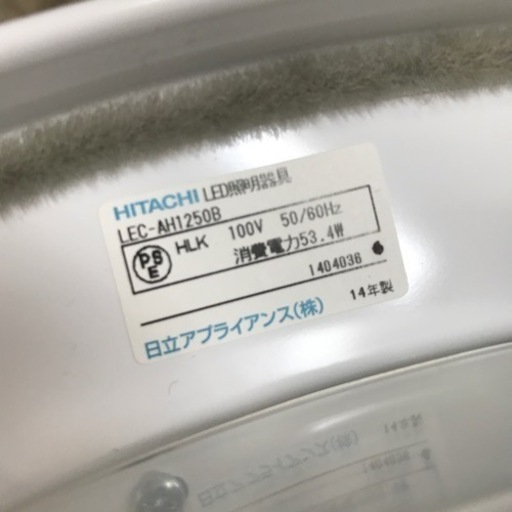 HITACHI LED照明器具
LEC-AH1250B
PSE HLK 100V 50/60Hz
消費電力53.4W
1404036
14年製
日立アプライアンス(株)